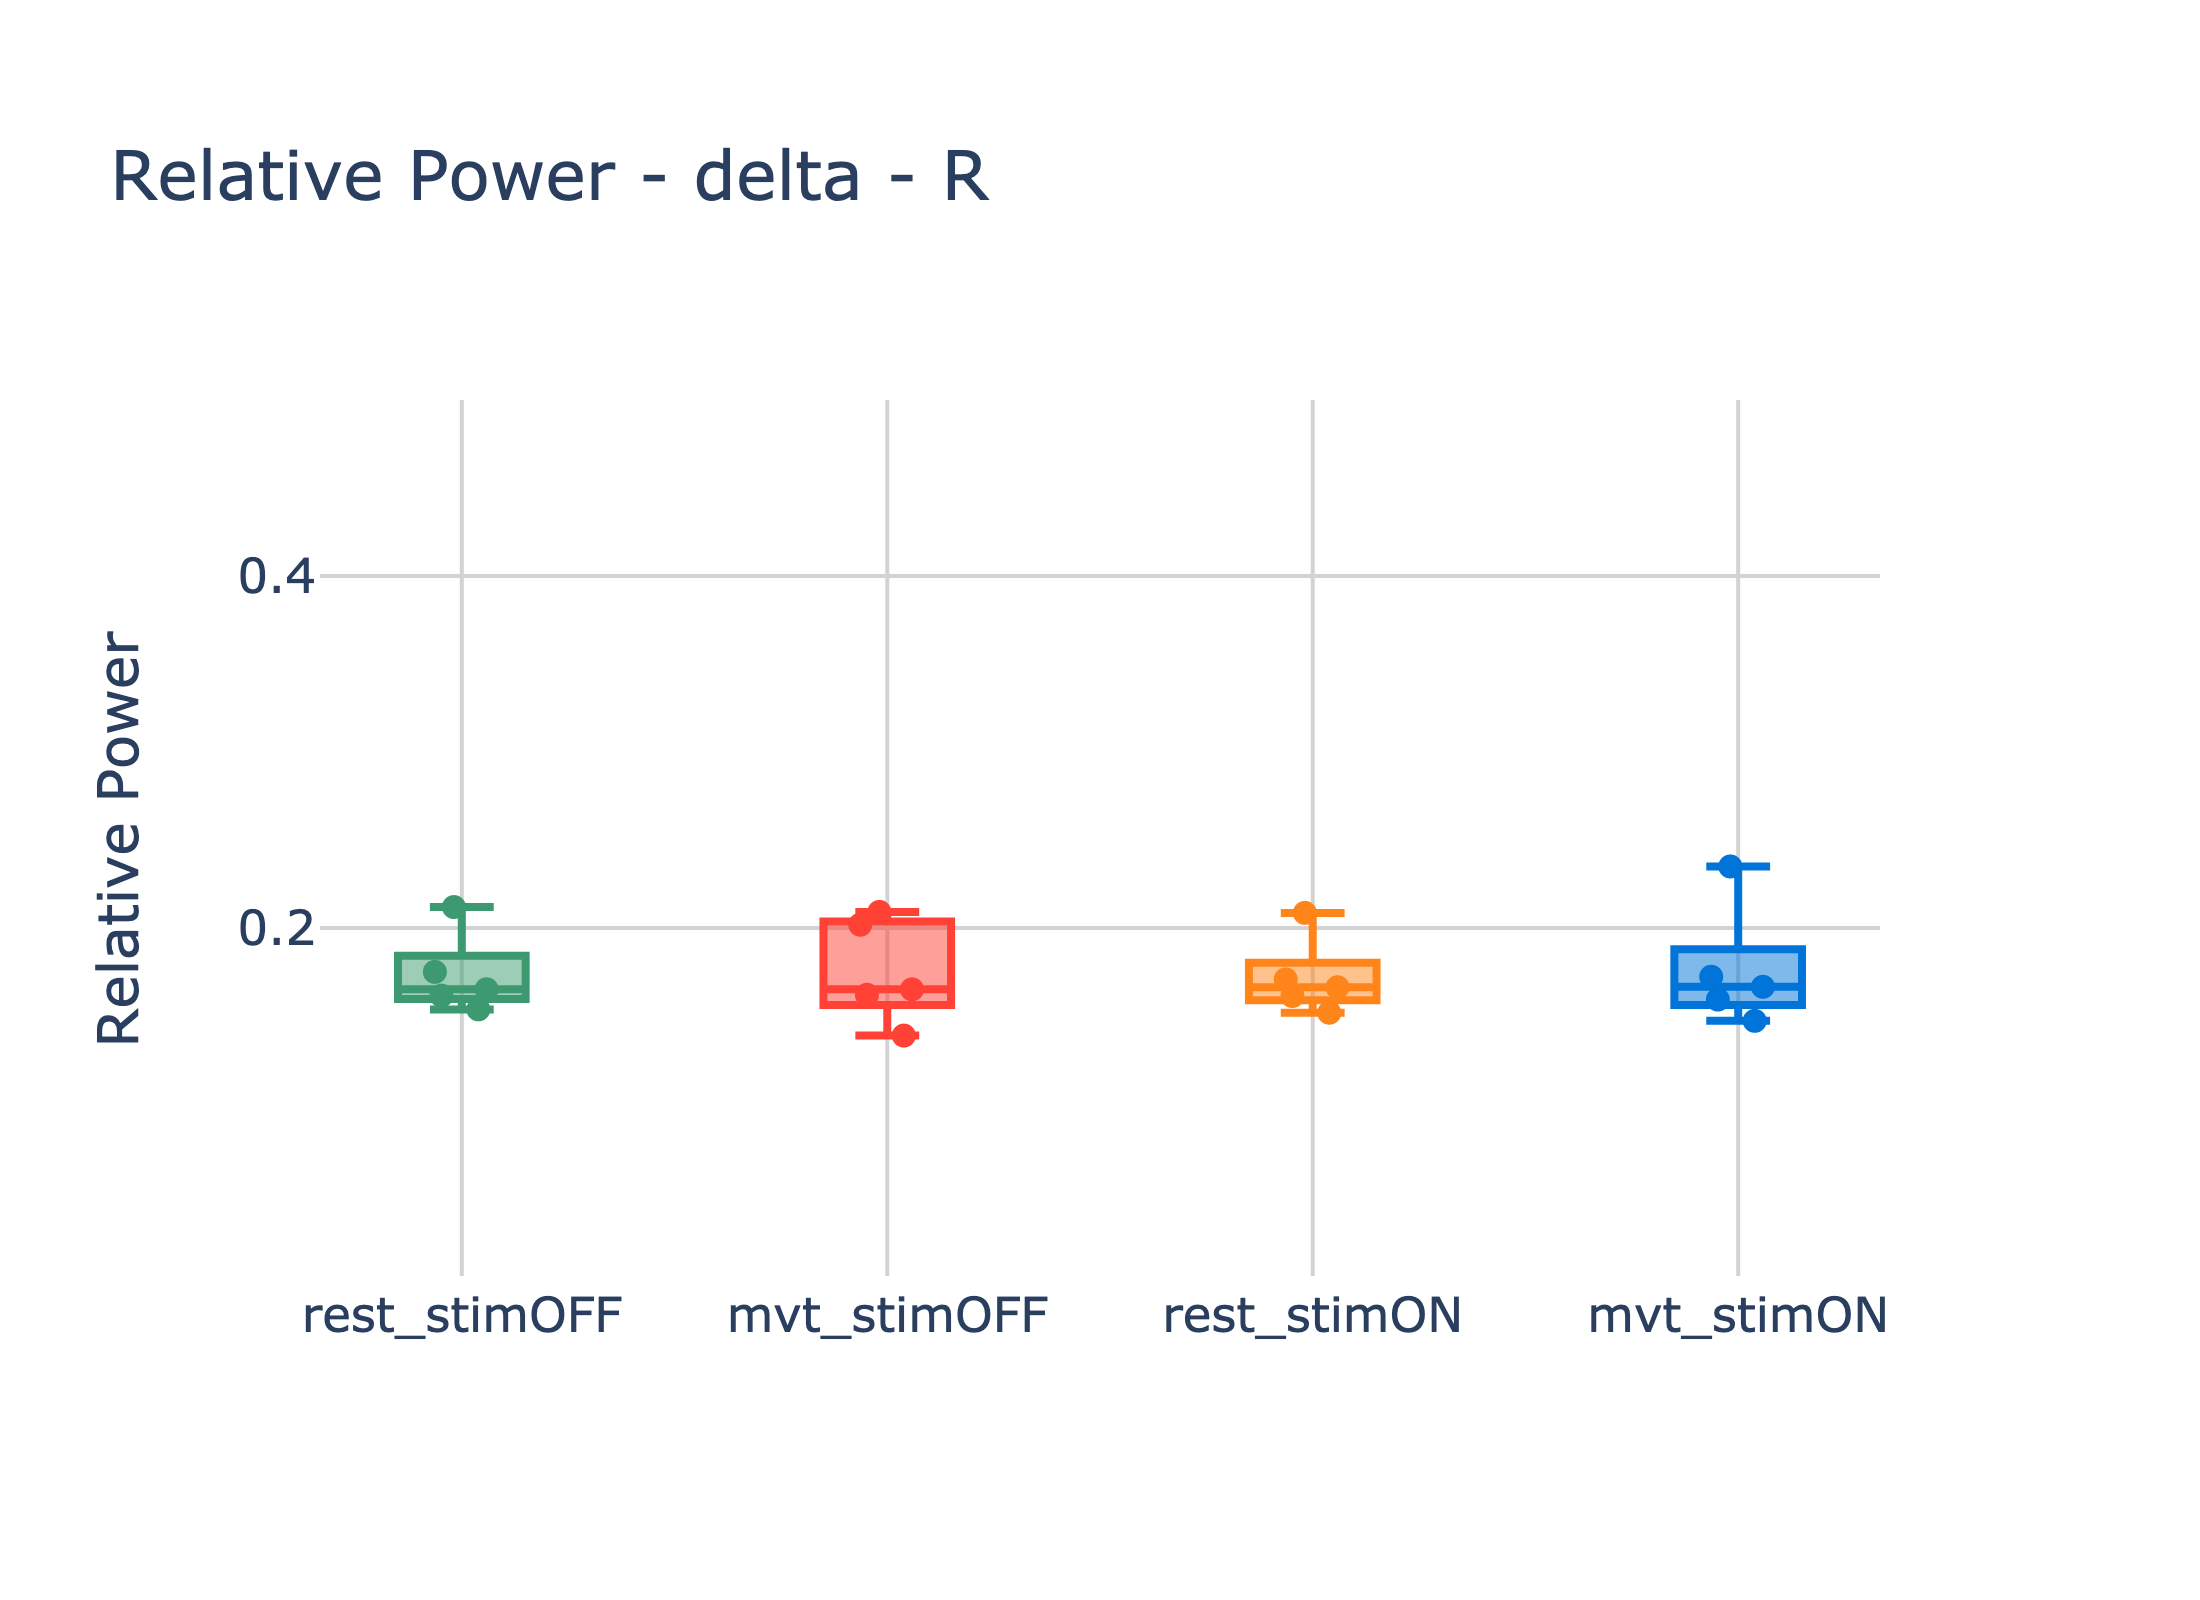 Relative Power - delta - R
Relative Power
0.4
0.2
rest_stimOFF
mvt_stimOFF
rest_stimON
mvt_stimON